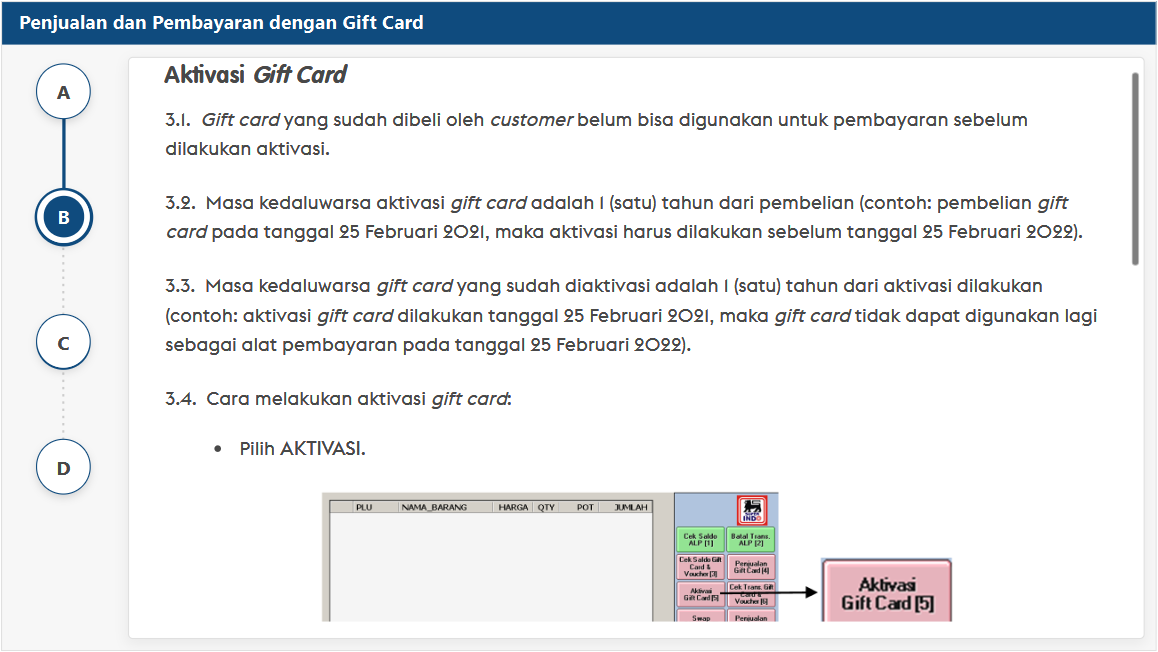 Penjualan dan Pembayaran dengan Gift Card
A
B
C
D
Aktivasi Gift Card
3.1. Gift card yang sudah dibeli oleh customer belum bisa digunakan untuk pembayaran sebelum
dilakukan aktivasi.
3.2. Masa kedaluwarsa aktivasi gift card adalah 1 (satu) tahun dari pembelian (contoh: pembelian gift
card pada tanggal 25 Februari 2021, maka aktivasi harus dilakukan sebelum tanggal 25 Februari 2022).
3.3. Masa kedaluwarsa gift card yang sudah diaktivasi adalah 1 (satu) tahun dari aktivasi dilakukan
(contoh: aktivasi gift card dilakukan tanggal 25 Februari 2021, maka gift card tidak dapat digunakan lagi
sebagai alat pembayaran pada tanggal 25 Februari 2022).
3.4. Cara melakukan aktivasi gift card:
• Pilih AKTIVASI.
PLU NAMA_BARANG HARGA QTY POT JUMLAH
SUPER
INDO
Cek Saldo
ALP [1]
Batal Trans.
ALP [2]
Cek Saldo Gift
Card &
Voucher [3]
Penjualan
Gift Card [4]
Aktivasi
Gift Card [5]
Cek Trans. Gift
Card &
Voucher [6]
Swap
Penjualan
Aktivasi
Gift Card [5]